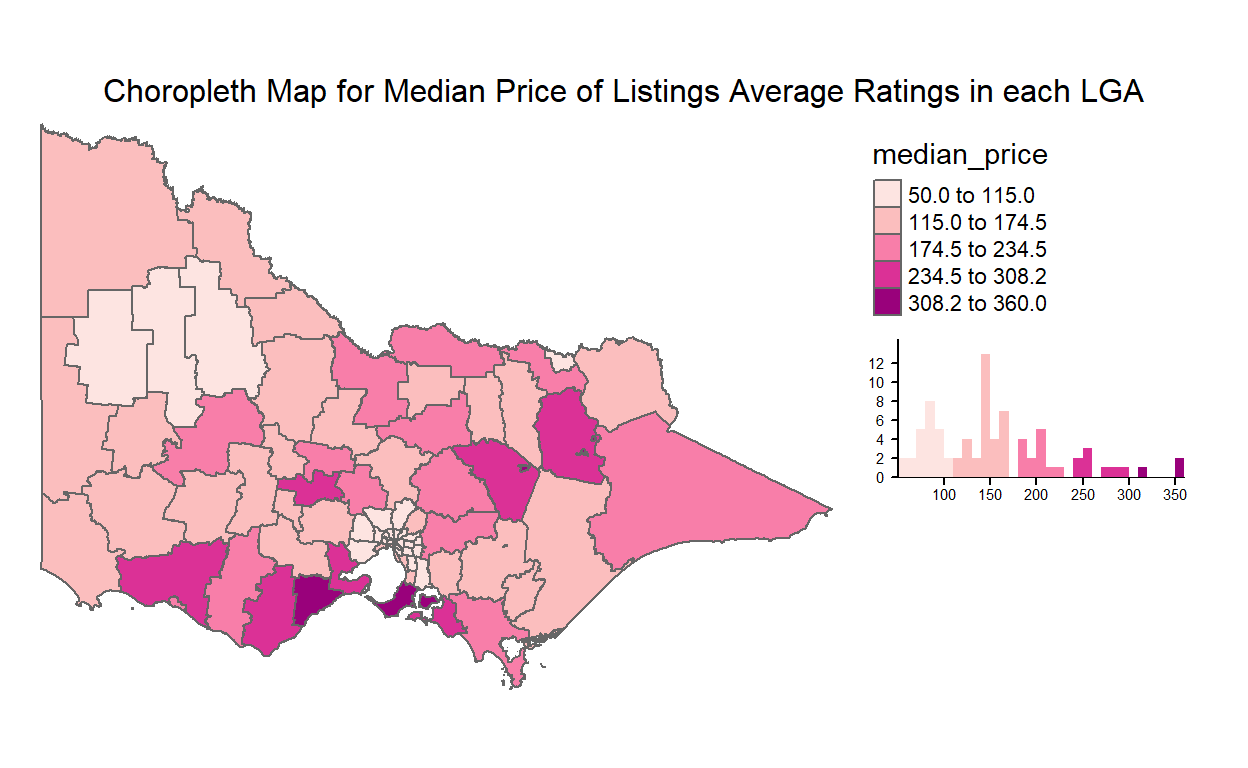 Choropleth Map for Median Price of Listings Average Ratings in each LGA
median_price
50.0 to 115.0
115.0 to 174.5
174.5 to 234.5
234.5 to 308.2
308.2 to 360.0
12
10
8
6
4
2
0
100 150 200 250 300 350